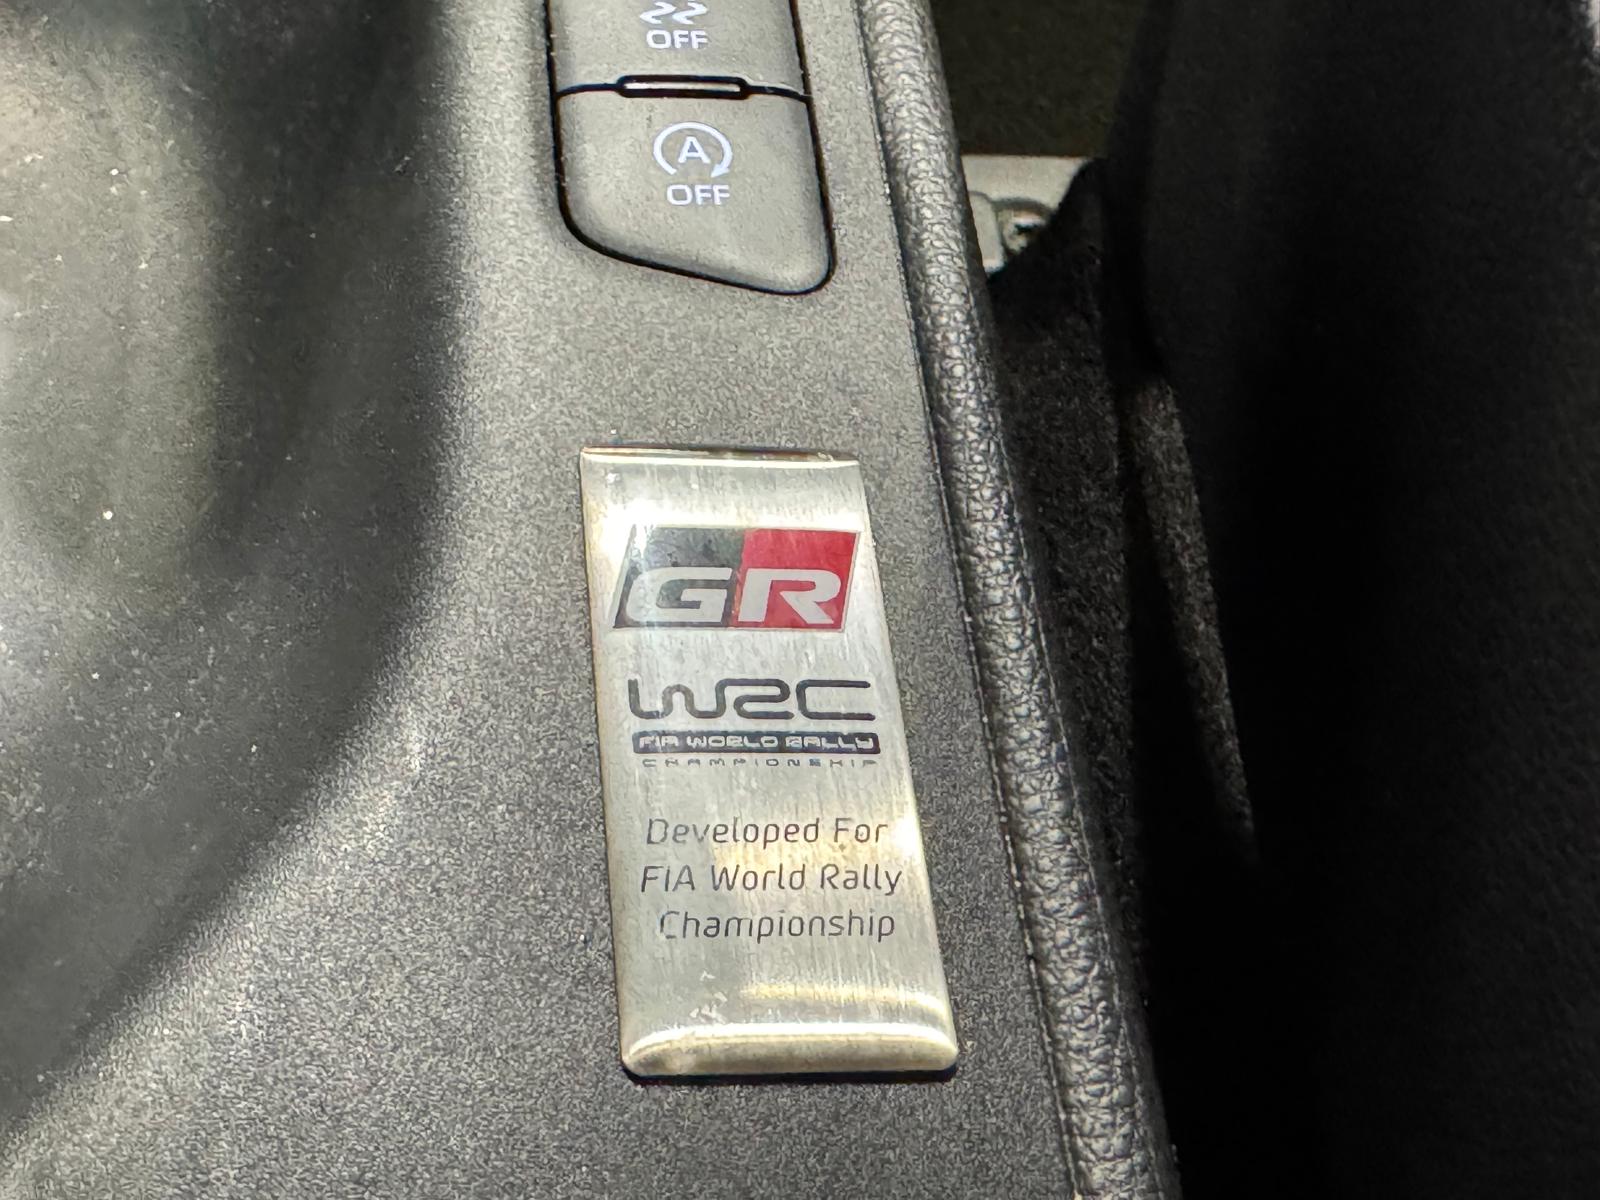 OFF
A
OFF
GR
WRC
FIA WORLD RALLY
CHAMPIONSHIP
Developed For
FIA World Rally
Championship